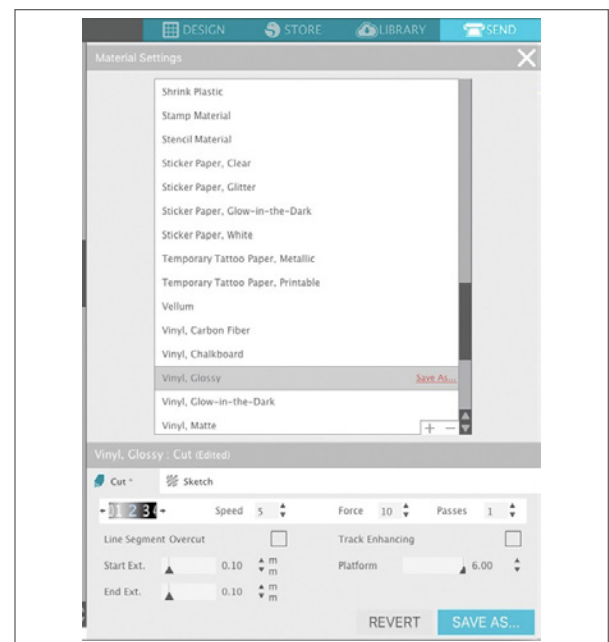 DESIGN STORE LIBRARY SEND
Material Settings
Shrink Plastic
Stamp Material
Stencil Material
Sticker Paper, Clear
Sticker Paper, Glitter
Sticker Paper, Glow-in-the-Dark
Sticker Paper, White
Temporary Tattoo Paper, Metallic
Temporary Tattoo Paper, Printable
Vellum
Vinyl, Carbon Fiber
Vinyl, Chalkboard
Vinyl, Glossy Save As...
Vinyl, Glow-in-the-Dark
Vinyl, Matte + −
Vinyl, Glossy : Cut (Edited)
Cut * Sketch
1 2 3 Speed 5 Force 10 Passes 1
Line Segment Overcut Track Enhancing
Start Ext. 0.10 m m Platform 6.00
End Ext. 0.10 m m
REVERT SAVE AS...